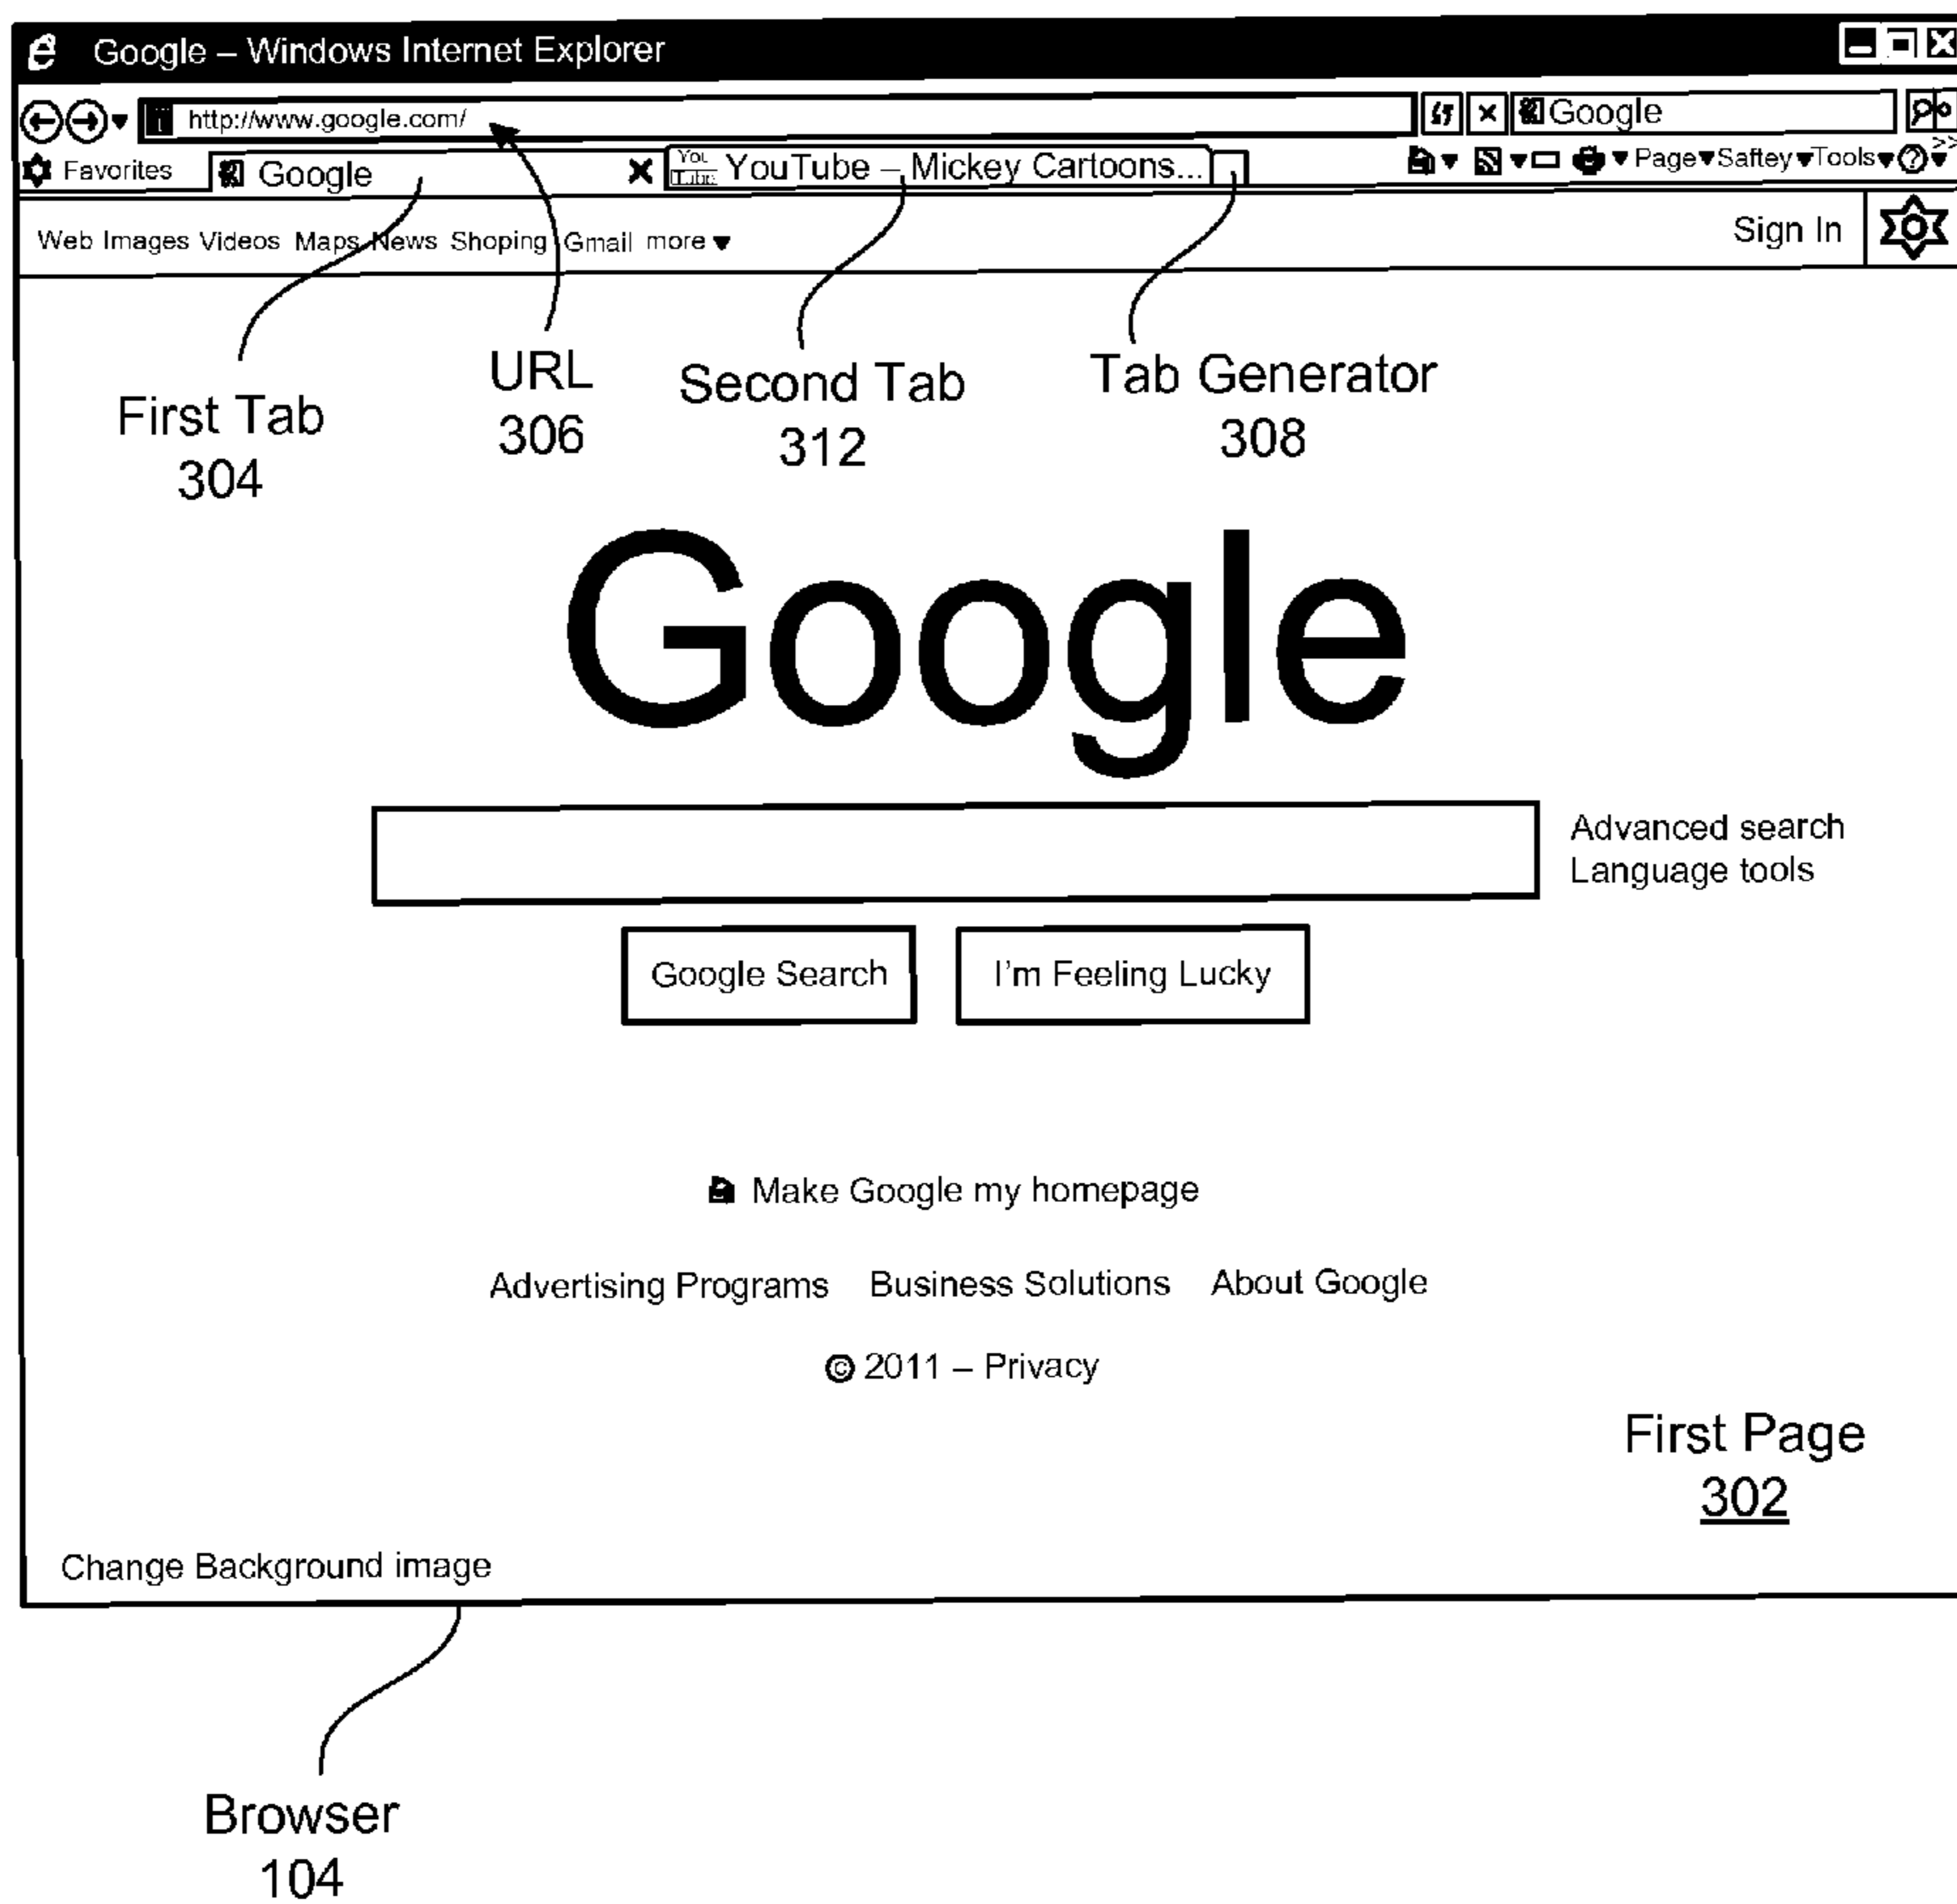 Google – Windows Internet Explorer
http://www.google.com/
Google
Favorites
Google
You Tube
YouTube – Mickey Cartoons...
Page Saftey Tools ? >>
Web Images Videos Maps News Shoping Gmail more
Sign In
First Tab
304
URL
306
Second Tab
312
Tab Generator
308
Google
Advanced search
Language tools
Google Search
I'm Feeling Lucky
Make Google my homepage
Advertising Programs Business Solutions About Google
© 2011 – Privacy
First Page
302
Change Background image
Browser
104